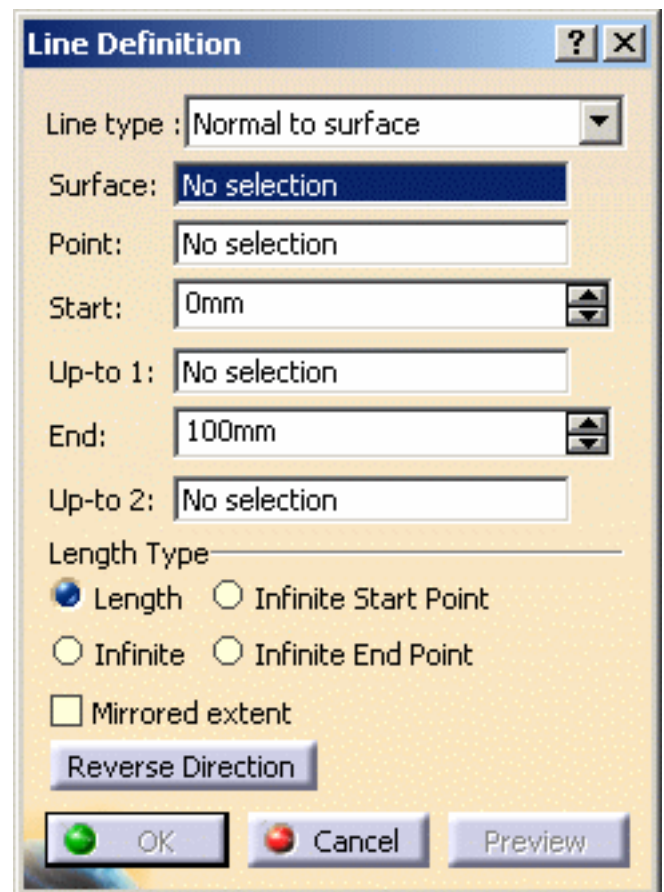 Line Definition
Line type : Normal to surface
Surface: No selection
Point: No selection
Start: 0mm
Up-to 1: No selection
End: 100mm
Up-to 2: No selection
Length Type
Length Infinite Start Point
Infinite Infinite End Point
Mirrored extent
Reverse Direction
OK Cancel Preview